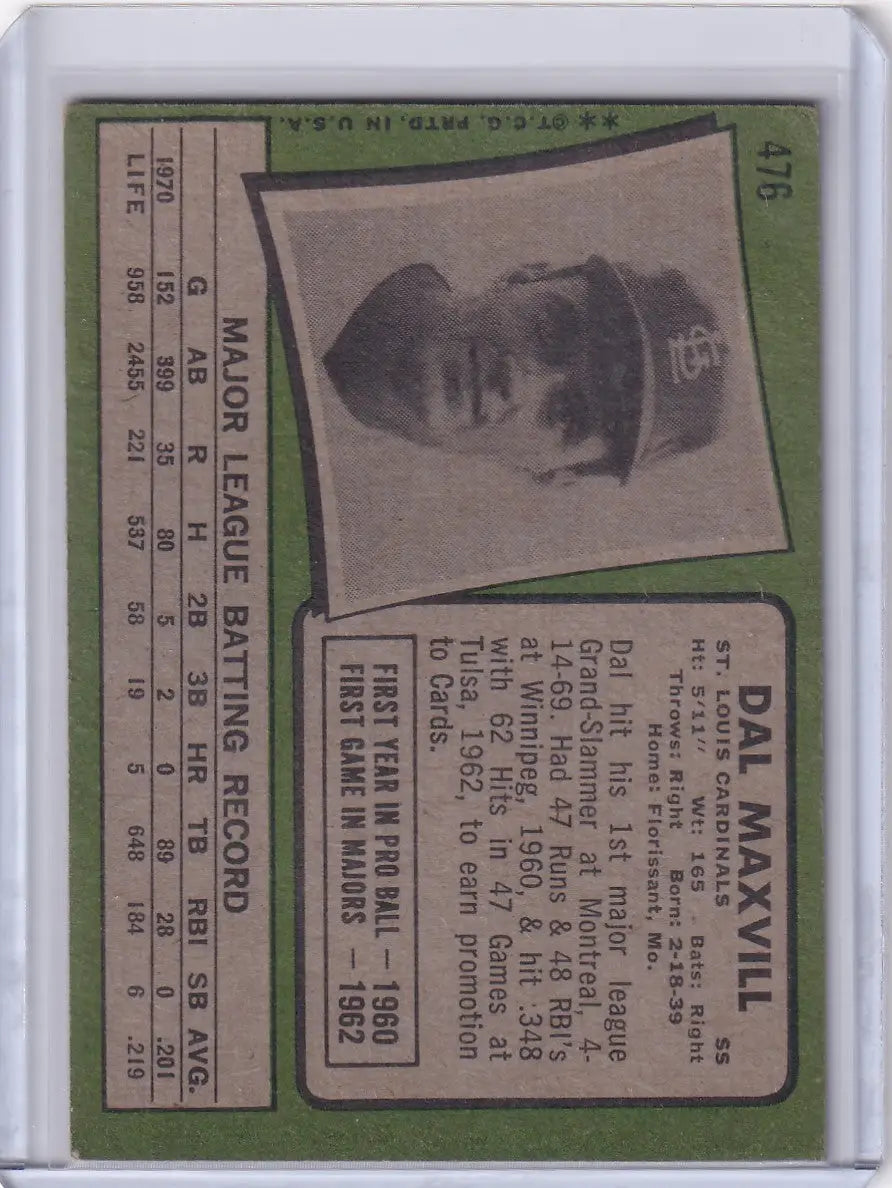 476
**©T.C.G. PRTD. IN U.S.A.
DAL MAXVILL
ST. LOUIS CARDINALS SS
Ht: 5'11" Wt: 165 Bats: Right
Throws: Right Born: 2-18-39
Home: Florissant, Mo.
Dal hit his 1st major league
Grand-Slammer at Montreal, 4-
14-69. Had 47 Runs & 48 RBI's
at Winnipeg, 1960, & hit .348
with 62 Hits in 47 Games at
Tulsa, 1962, to earn promotion
to Cards.
FIRST YEAR IN PRO BALL — 1960
FIRST GAME IN MAJORS — 1962
MAJOR LEAGUE BATTING RECORD
G AB R H 2B 3B HR TB RBI SB AVG.
1970 152 399 35 80 5 2 0 89 28 0 .201
LIFE 958 2455 221 537 58 19 5 648 184 6 .219
STL